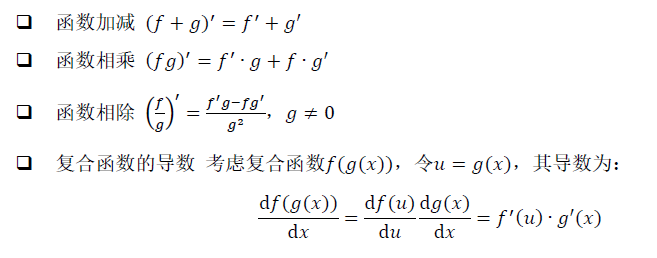 ❑ 函数加减 (f + g)′ = f′ + g′
❑ 函数相乘 (fg)′ = f′ · g + f · g′
❑ 函数相除 (f/g)′ = (f′g−fg′)/g², g ≠ 0
❑ 复合函数的导数 考虑复合函数f(g(x)),令u = g(x),其导数为:
df(g(x))/dx = df(u)/du dg(x)/dx = f′(u) · g′(x)